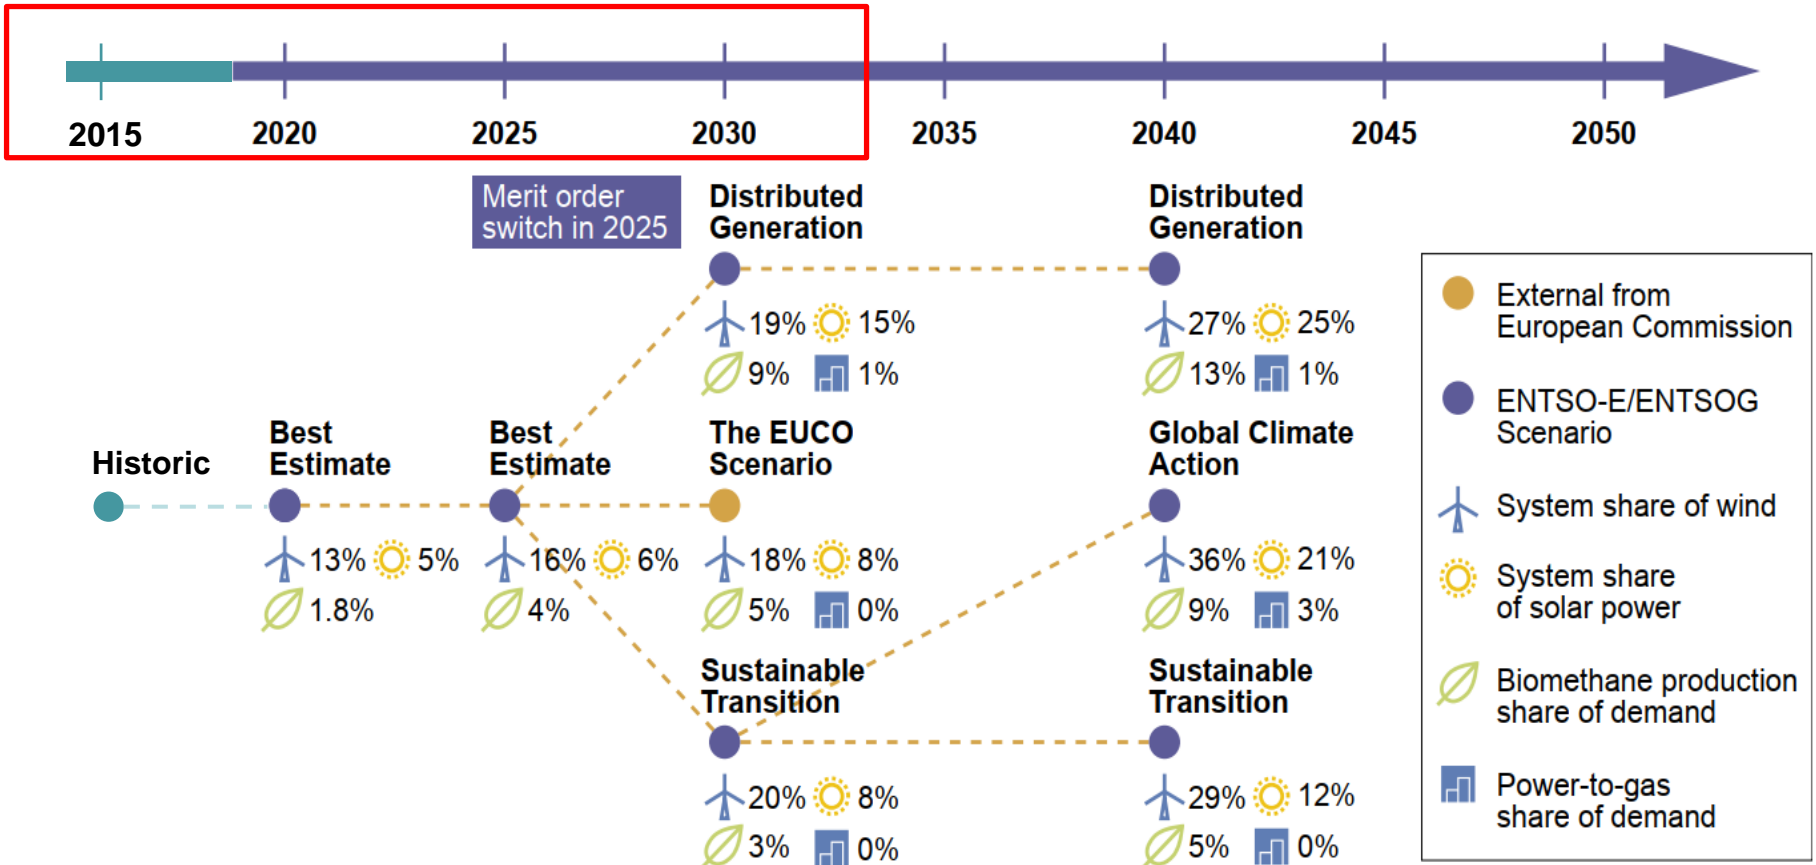 2015
2020
2025
2030
2035
2040
2045
2050
Merit order
switch in 2025
Distributed
Generation
19% 15%
9% 1%
Distributed
Generation
27% 25%
13% 1%
Historic
Best
Estimate
13% 5%
1.8%
Best
Estimate
16% 6%
4%
The EUCO
Scenario
18% 8%
5% 0%
Global Climate
Action
36% 21%
9% 3%
Sustainable
Transition
20% 8%
3% 0%
Sustainable
Transition
29% 12%
5% 0%
External from
European Commission
ENTSO-E/ENTSOG
Scenario
System share of wind
System share
of solar power
Biomethane production
share of demand
Power-to-gas
share of demand